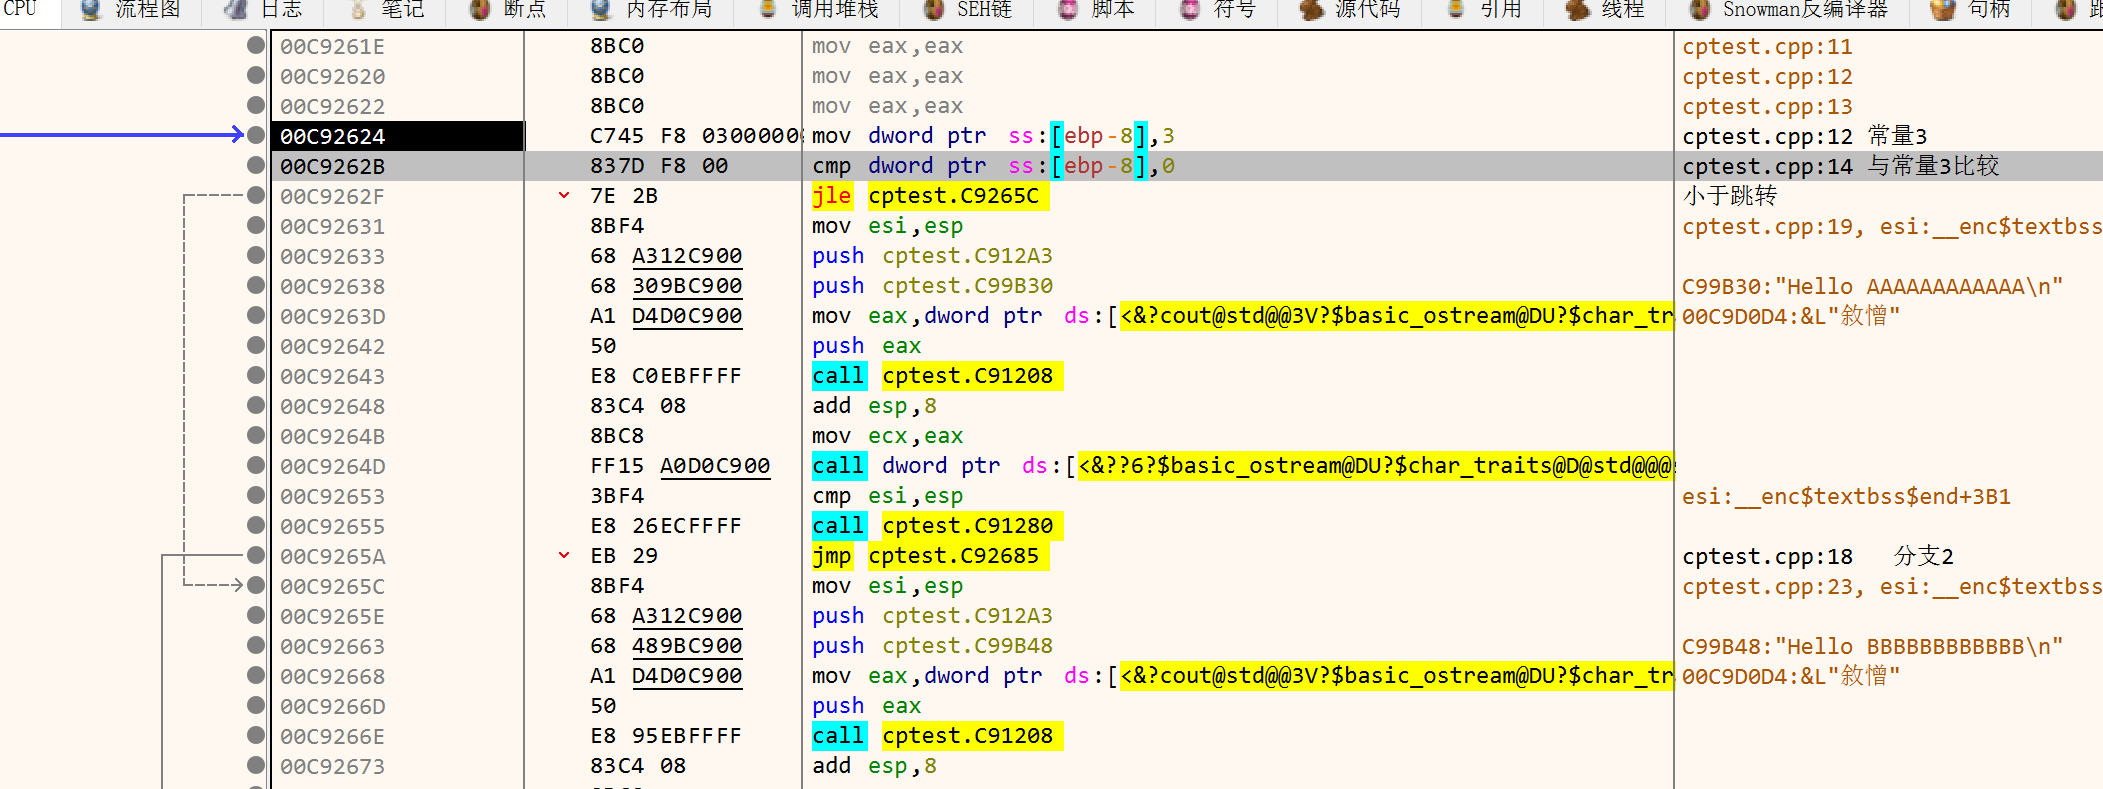 CPU 流程图 日志 笔记 断点 内存布局 调用堆栈 SEH链 脚本 符号 源代码 引用 线程 Snowman反编译器 句柄
00C9261E 8BC0 mov eax,eax cptest.cpp:11
00C92620 8BC0 mov eax,eax cptest.cpp:12
00C92622 8BC0 mov eax,eax cptest.cpp:13
00C92624 C745 F8 0300000 mov dword ptr ss:[ebp-8],3 cptest.cpp:12 常量3
00C9262B 837D F8 00 cmp dword ptr ss:[ebp-8],0 cptest.cpp:14 与常量3比较
00C9262F 7E 2B jle cptest.C9265C 小于跳转
00C92631 8BF4 mov esi,esp cptest.cpp:19, esi:__enc$textbss
00C92633 68 A312C900 push cptest.C912A3
00C92638 68 309BC900 push cptest.C99B30 C99B30:"Hello AAAAAAAAAAAA\n"
00C9263D A1 D4D0C900 mov eax,dword ptr ds:[<&?cout@std@@3V?$basic_ostream@DU?$char_tr 00C9D0D4:&L"敘憎"
00C92642 50 push eax
00C92643 E8 C0EBFFFF call cptest.C91208
00C92648 83C4 08 add esp,8
00C9264B 8BC8 mov ecx,eax
00C9264D FF15 A0D0C900 call dword ptr ds:[<&??6?$basic_ostream@DU?$char_traits@D@std@@@
00C92653 3BF4 cmp esi,esp esi:__enc$textbss$end+3B1
00C92655 E8 26ECFFFF call cptest.C91280
00C9265A EB 29 jmp cptest.C92685 cptest.cpp:18 分支2
00C9265C 8BF4 mov esi,esp cptest.cpp:23, esi:__enc$textbss
00C9265E 68 A312C900 push cptest.C912A3
00C92663 68 489BC900 push cptest.C99B48 C99B48:"Hello BBBBBBBBBBBB\n"
00C92668 A1 D4D0C900 mov eax,dword ptr ds:[<&?cout@std@@3V?$basic_ostream@DU?$char_tr 00C9D0D4:&L"敘憎"
00C9266D 50 push eax
00C9266E E8 95EBFFFF call cptest.C91208
00C92673 83C4 08 add esp,8